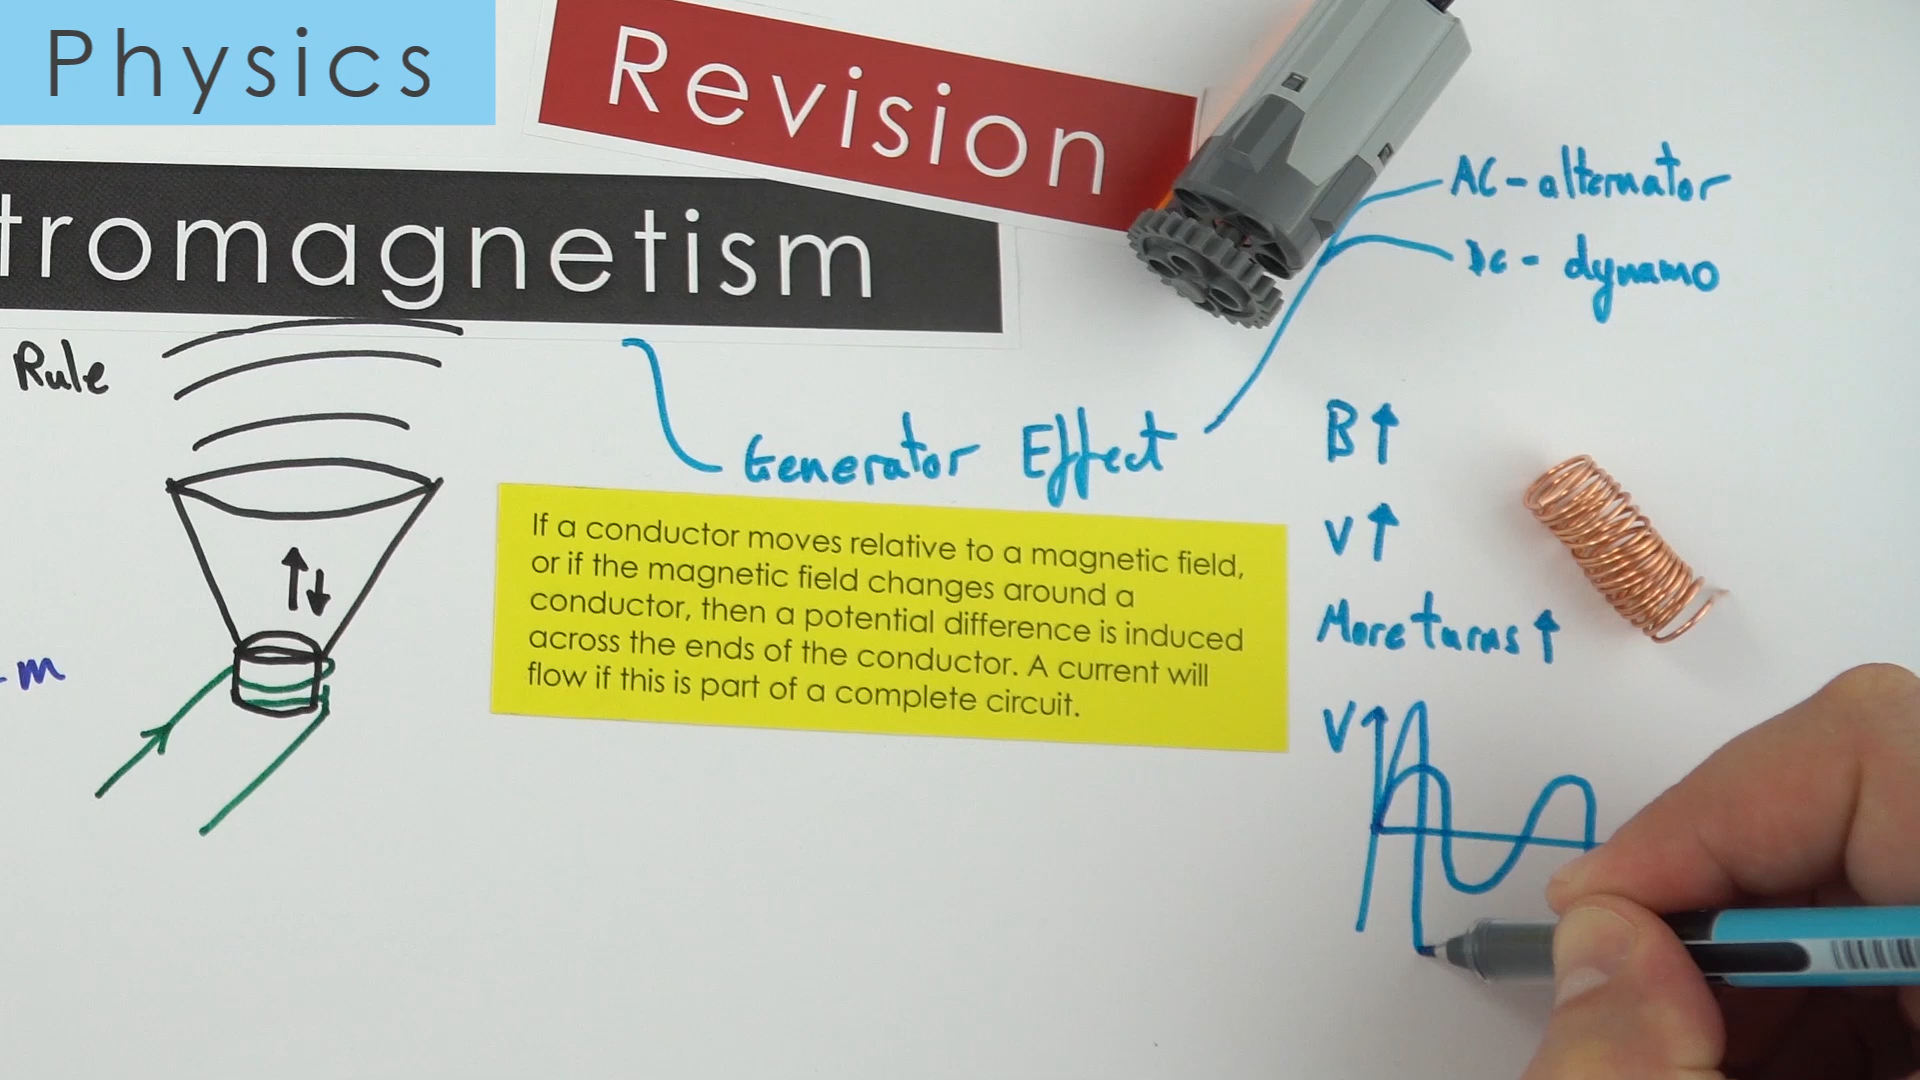 Physics
Revision
tromagnetism
AC - alternator
DC - dynamo
Rule
Generator Effect
B↑
V↑
More turns↑
If a conductor moves relative to a magnetic field,
or if the magnetic field changes around a
conductor, then a potential difference is induced
across the ends of the conductor. A current will
flow if this is part of a complete circuit.
m
V